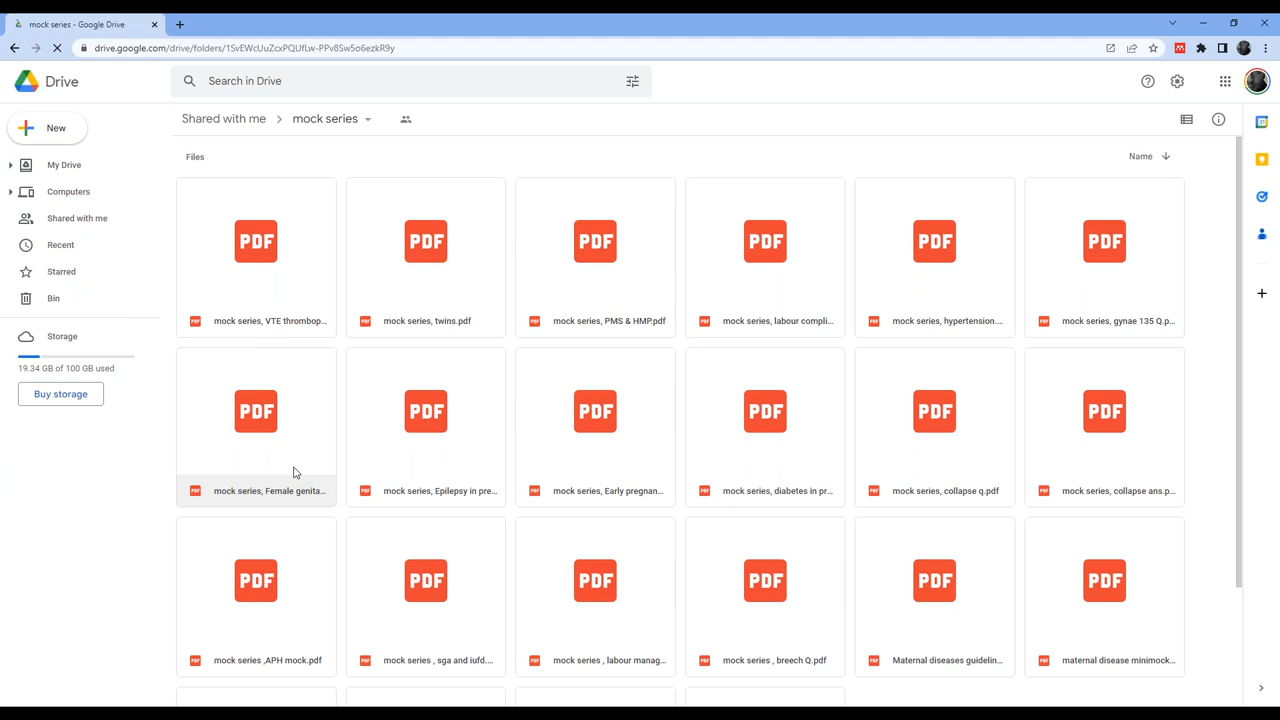 mock series - Google Drive
drive.google.com/drive/folders/1SvEWcUuZcxPQUfLw-PPv8Sw5o6ezkR9y
Drive
Search in Drive
New
Shared with me
mock series
My Drive
Computers
Shared with me
Recent
Starred
Bin
Storage
19.34 GB of 100 GB used
Buy storage
Files
Name
PDF PDF PDF PDF PDF PDF
mock series, VTE thrombop... mock series, twins.pdf mock series, PMS & HMP.pdf mock series, labour compli... mock series, hypertension.... mock series, gynae 135 Q.p...
PDF PDF PDF PDF PDF PDF
mock series, Female genita... mock series, Epilepsy in pre... mock series, Early pregnan... mock series, diabetes in pr... mock series, collapse q.pdf mock series, collapse ans.p...
PDF PDF PDF PDF PDF PDF
mock series ,APH mock.pdf mock series , sga and iufd.... mock series , labour manag... mock series , breech Q.pdf Maternal diseases guidelin... maternal disease minimock...